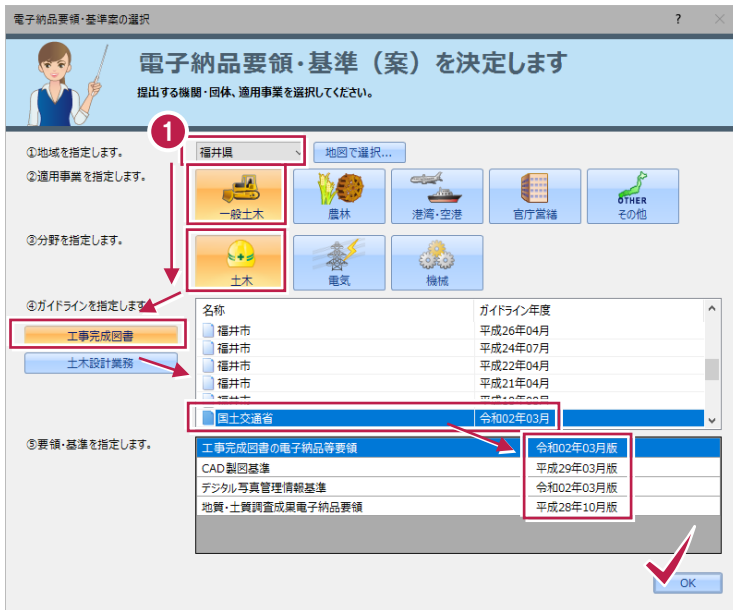 電子納品要領・基準案の選択
?
電子納品要領・基準（案）を決定します
提出する機関・団体、適用事業を選択してください。
1
①地域を指定します。
福井県
地図で選択...
②適用事業を指定します。
一般土木
農林
港湾・空港
官庁営繕
OTHER
その他
③分野を指定します。
土木
電気
機械
④ガイドラインを指定します
名称 ガイドライン年度
工事完成図書
土木設計業務
福井市 平成26年04月
福井市 平成24年07月
福井市 平成22年04月
福井市 平成21年04月
国土交通省 令和02年03月
⑤要領・基準を指定します。
工事完成図書の電子納品等要領 令和02年03月版
CAD製図基準 平成29年03月版
デジタル写真管理情報基準 令和02年03月版
地質・土質調査成果電子納品要領 平成28年10月版
OK